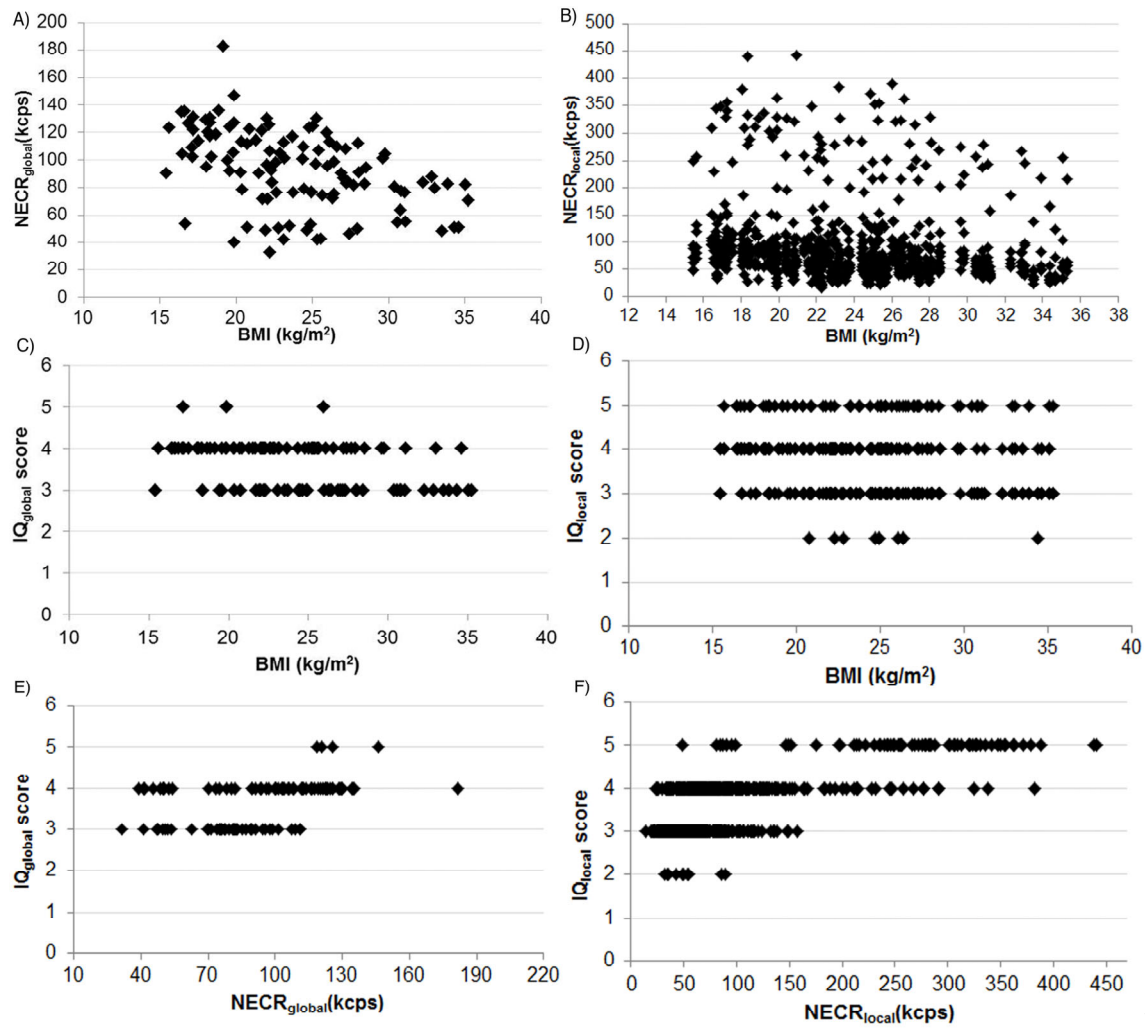 A)
NECRglobal(kcps)
200
180
160
140
120
100
80
60
40
20
0
10 15 20 25 30 35 40
BMI (kg/m²)
B)
NECRlocal(kcps)
500
450
400
350
300
250
200
150
100
50
0
12 14 16 18 20 22 24 26 28 30 32 34 36 38
BMI (kg/m²)
C)
IQglobal score
6
5
4
3
2
1
0
10 15 20 25 30 35 40
BMI (kg/m²)
D)
IQlocal score
6
5
4
3
2
1
0
10 15 20 25 30 35 40
BMI (kg/m²)
E)
IQglobal score
6
5
4
3
2
1
0
10 40 70 100 130 160 190 220
NECRglobal(kcps)
F)
IQlocal score
6
5
4
3
2
1
0
0 50 100 150 200 250 300 350 400 450
NECRlocal(kcps)